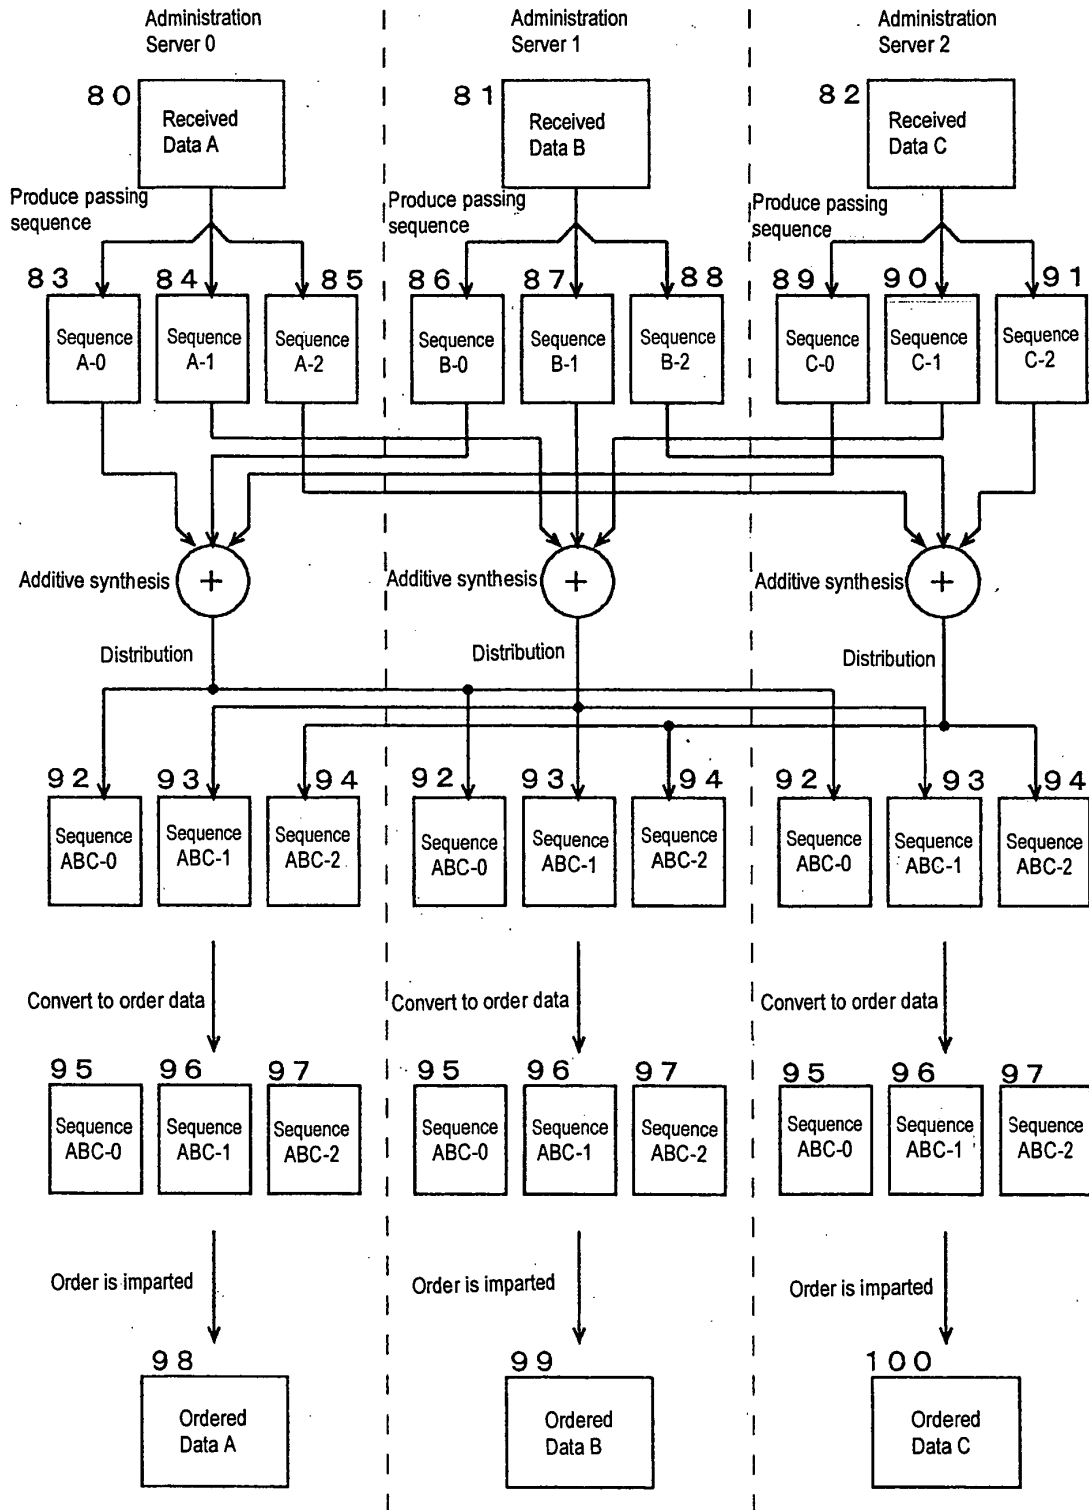 Administration
Server 0
Administration
Server 1
Administration
Server 2
80
Received
Data A
81
Received
Data B
82
Received
Data C
Produce passing
sequence
Produce passing
sequence
Produce passing
sequence
83
84
85
86
87
88
89
90
91
Sequence
A-0
Sequence
A-1
Sequence
A-2
Sequence
B-0
Sequence
B-1
Sequence
B-2
Sequence
C-0
Sequence
C-1
Sequence
C-2
Additive synthesis
+
Additive synthesis
+
Additive synthesis
+
Distribution
Distribution
Distribution
92
93
94
92
93
94
92
93
94
Sequence
ABC-0
Sequence
ABC-1
Sequence
ABC-2
Sequence
ABC-0
Sequence
ABC-1
Sequence
ABC-2
Sequence
ABC-0
Sequence
ABC-1
Sequence
ABC-2
Convert to order data
Convert to order data
Convert to order data
95
96
97
95
96
97
95
96
97
Sequence
ABC-0
Sequence
ABC-1
Sequence
ABC-2
Sequence
ABC-0
Sequence
ABC-1
Sequence
ABC-2
Sequence
ABC-0
Sequence
ABC-1
Sequence
ABC-2
Order is imparted
Order is imparted
Order is imparted
98
Ordered
Data A
99
Ordered
Data B
100
Ordered
Data C